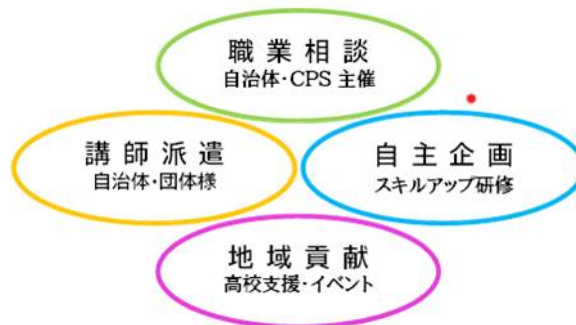 職業相談
自治体・CPS 主催
講師派遣
自治体・団体様
自主企画
スキルアップ研修
地域貢献
高校支援・イベント